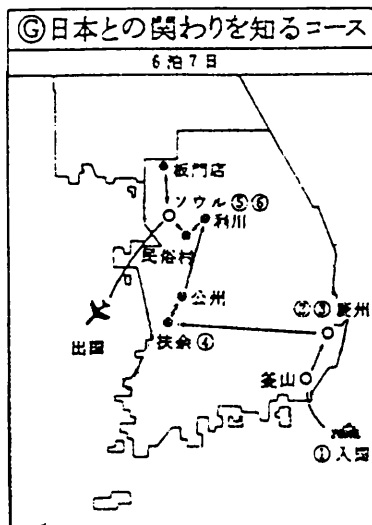 Ⓖ日本との関わりを知るコース
6泊7日
板門店
ソウル⑤⑥
利川
民俗村
公州
②③慶州
扶余④
出国
釜山
①入国